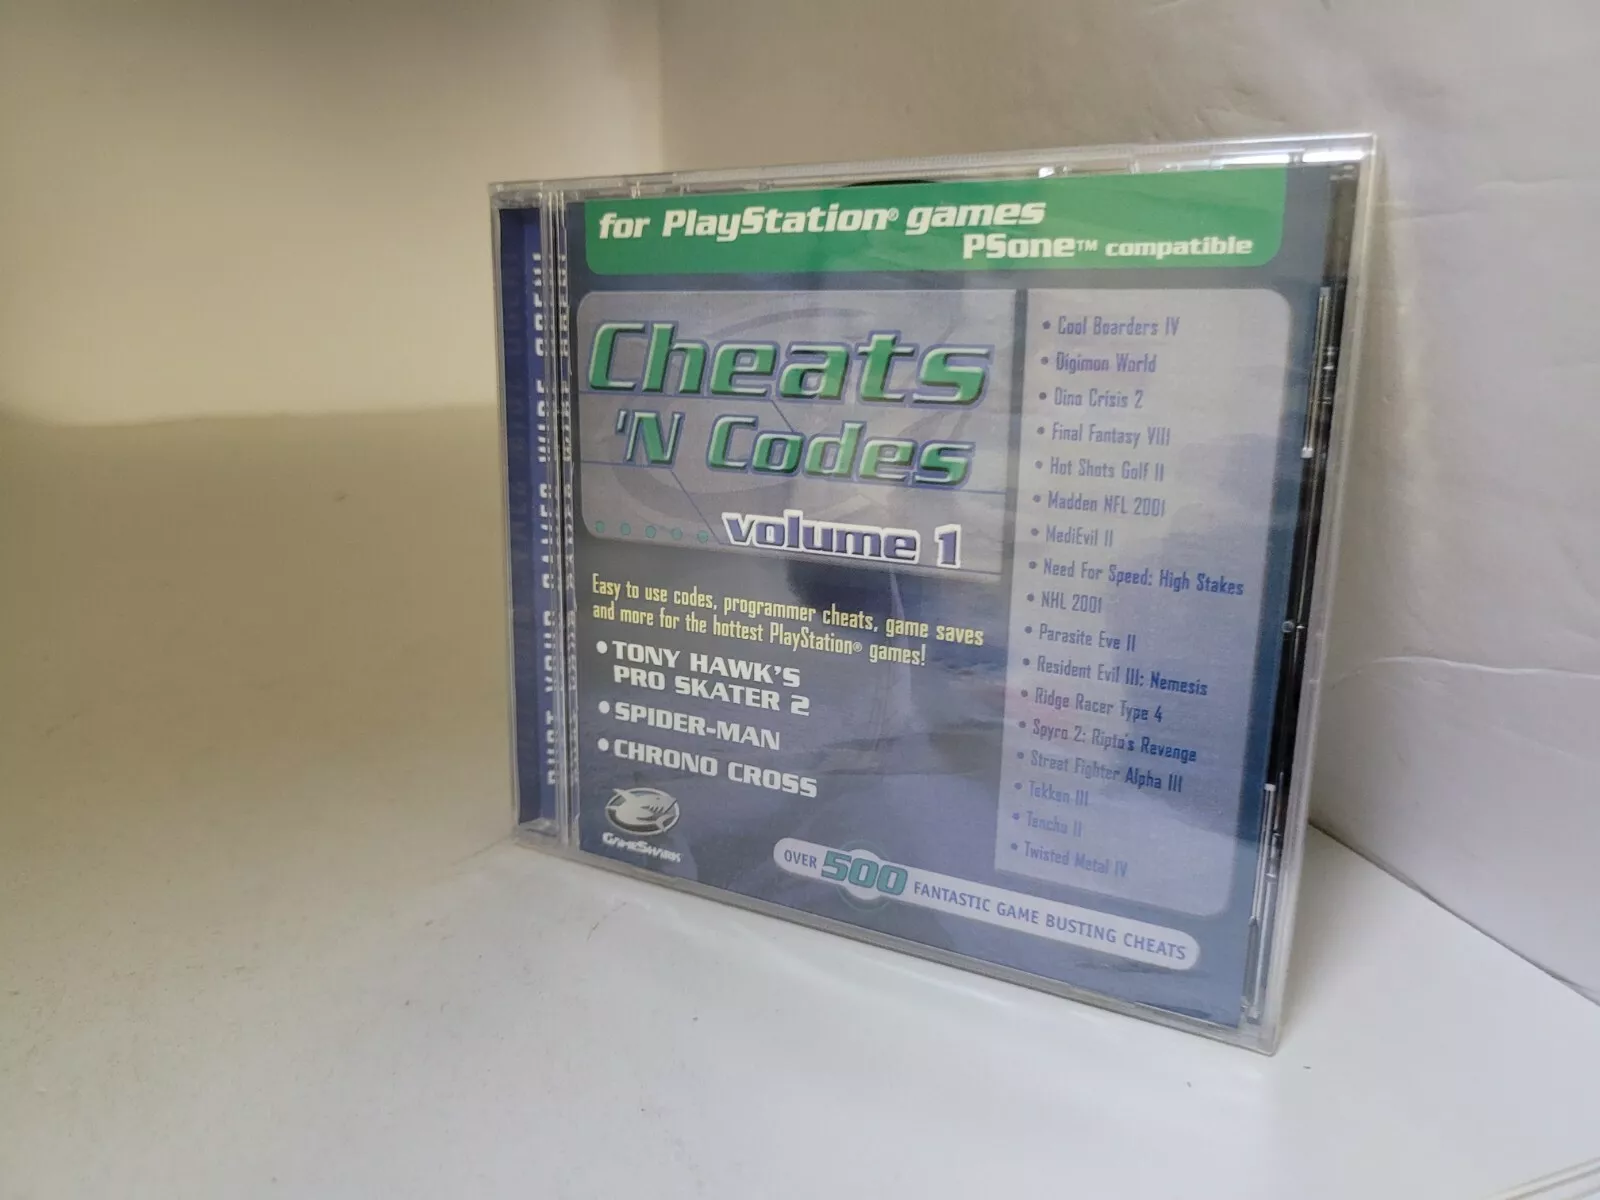 for PlayStation® games
PSone™ compatible
Cheats
'N Codes
volume 1
Easy to use codes, programmer cheats, game saves
and more for the hottest PlayStation® games!
• TONY HAWK'S
PRO SKATER 2
• SPIDER-MAN
• CHRONO CROSS
GAMESHARK
OVER 500 FANTASTIC GAME BUSTING CHEATS
• Cool Boarders IV
• Digimon World
• Dino Crisis 2
• Final Fantasy VIII
• Hot Shots Golf II
• Madden NFL 2001
• MediEvil II
• Need For Speed: High Stakes
• NHL 2001
• Parasite Eve II
• Resident Evil III: Nemesis
• Ridge Racer Type 4
• Spyro 2: Ripto's Revenge
• Street Fighter Alpha III
• Tekken III
• Tenchu II
• Twisted Metal IV